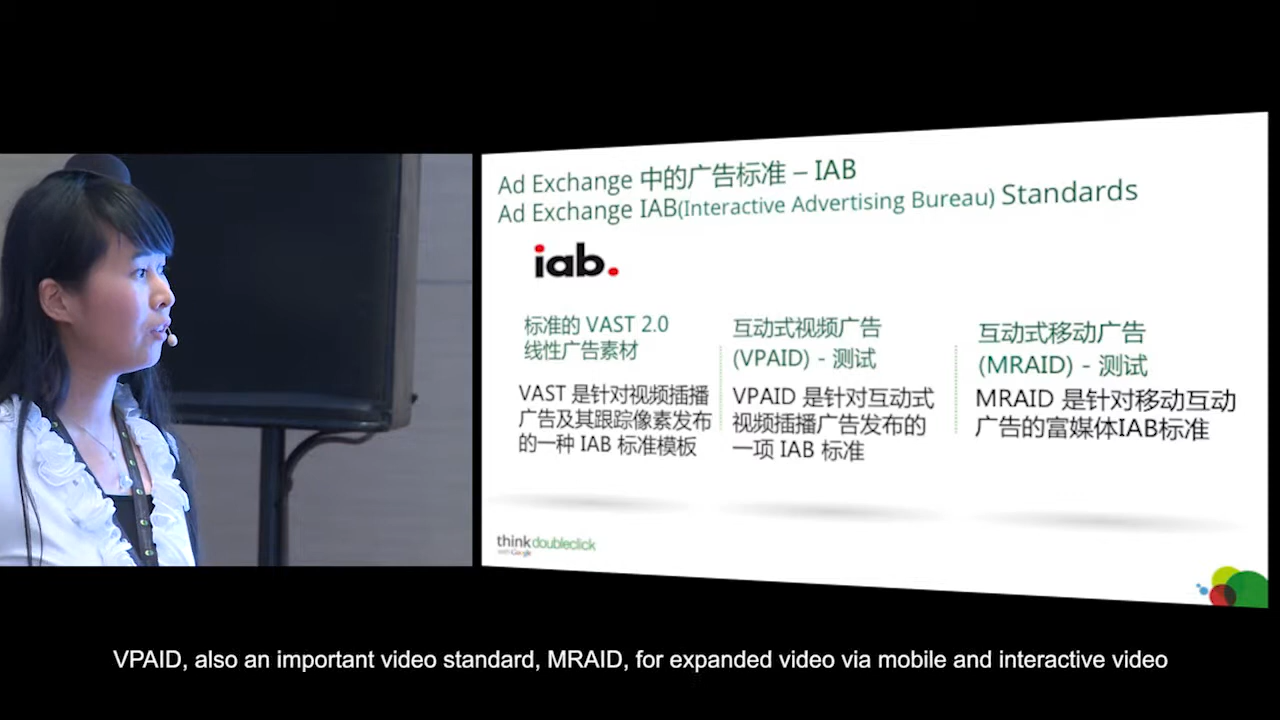 Ad Exchange 中的广告标准 – IAB
Ad Exchange IAB(Interactive Advertising Bureau) Standards
iab.
标准的 VAST 2.0
线性广告素材
VAST 是针对视频插播
广告及其跟踪像素发布
的一种 IAB 标准模板
互动式视频广告
(VPAID) - 测试
VPAID 是针对互动式
视频插播广告发布的
一项 IAB 标准
互动式移动广告
(MRAID) - 测试
MRAID 是针对移动互动
广告的富媒体IAB标准
think doubleclick
with Google
VPAID, also an important video standard, MRAID, for expanded video via mobile and interactive video